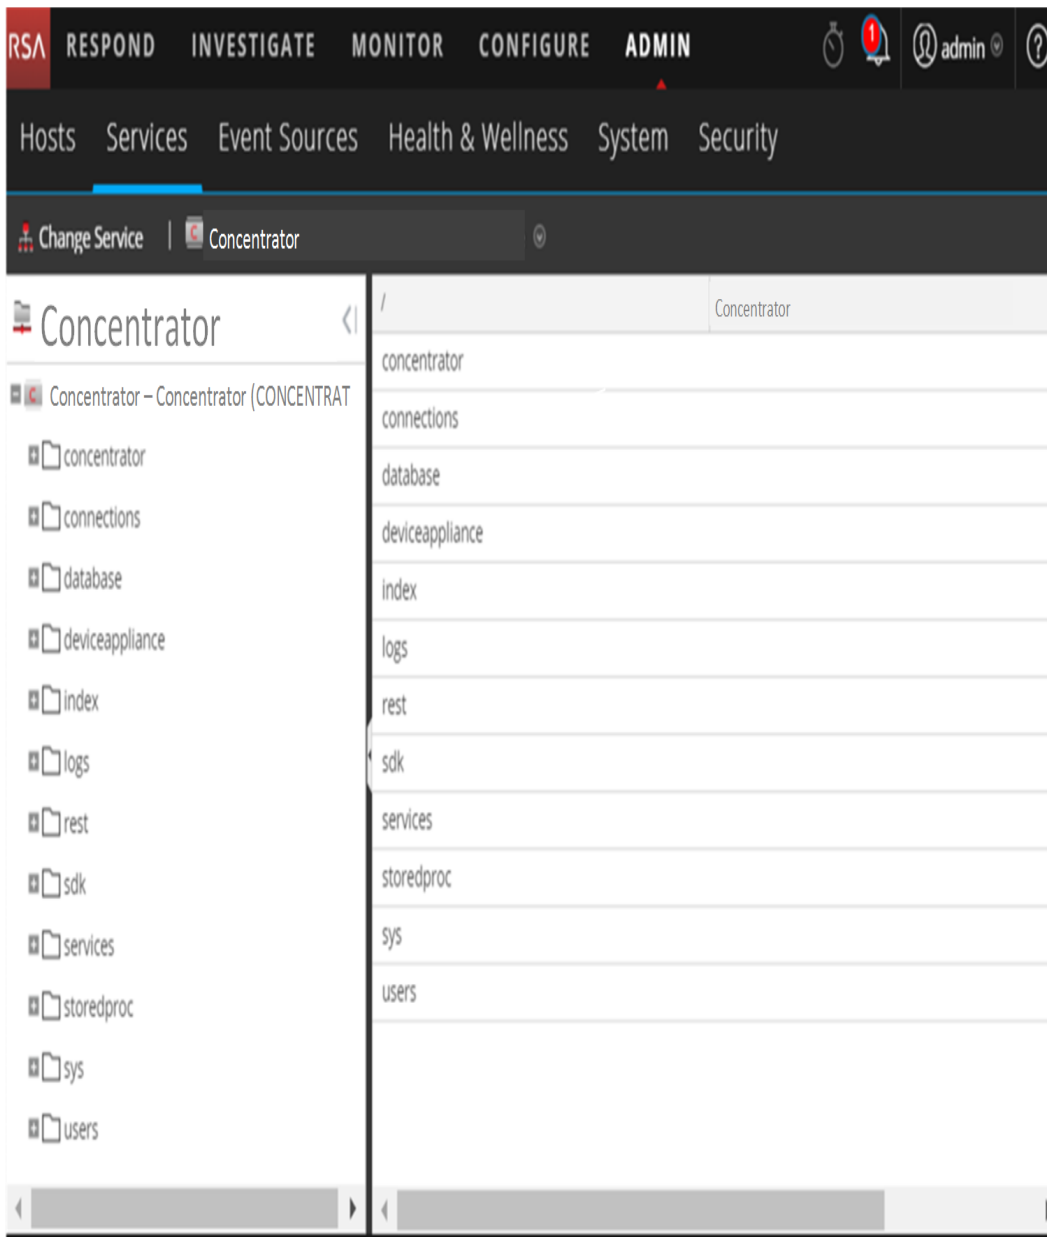 RSA RESPOND INVESTIGATE MONITOR CONFIGURE ADMIN 1 admin ?
Hosts Services Event Sources Health & Wellness System Security
Change Service | C Concentrator
Concentrator
C Concentrator – Concentrator (CONCENTRAT
concentrator
connections
database
deviceappliance
index
logs
rest
sdk
services
storedproc
sys
users
/ Concentrator
concentrator
connections
database
deviceappliance
index
logs
rest
sdk
services
storedproc
sys
users